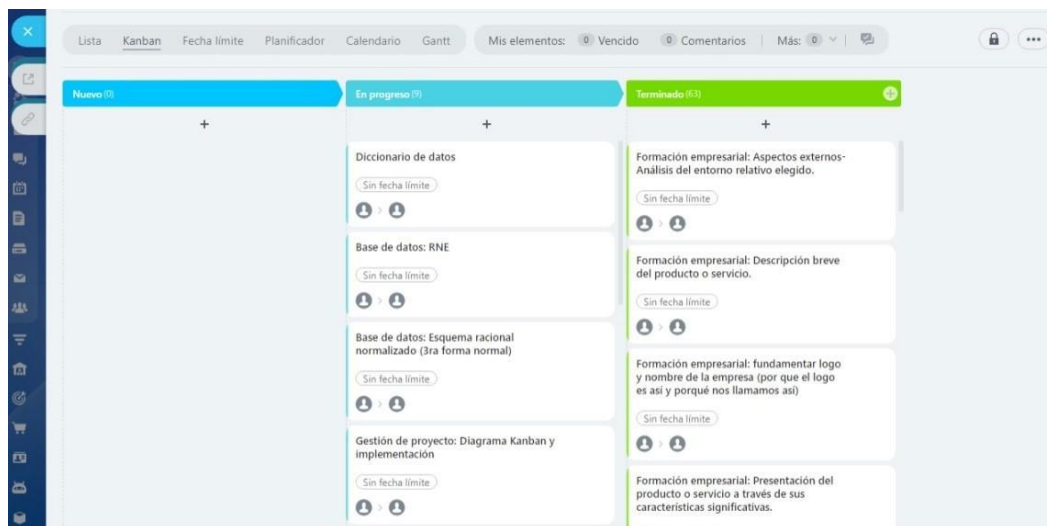 Lista Kanban Fecha límite Planificador Calendario Gantt Mis elementos: 0 Vencido 0 Comentarios Más: 0
Nuevo (0)
En progreso (9)
Diccionario de datos
Sin fecha límite
Base de datos: RNE
Sin fecha límite
Base de datos: Esquema racional
normalizado (3ra forma normal)
Sin fecha límite
Gestión de proyecto: Diagrama Kanban y
implementación
Sin fecha límite
Terminado (63)
Formación empresarial: Aspectos externos-
Análisis del entorno relativo elegido.
Sin fecha límite
Formación empresarial: Descripción breve
del producto o servicio.
Sin fecha límite
Formación empresarial: fundamentar logo
y nombre de la empresa (por que el logo
es así y porqué nos llamamos así)
Sin fecha límite
Formación empresarial: Presentación del
producto o servicio a través de sus
características significativas.